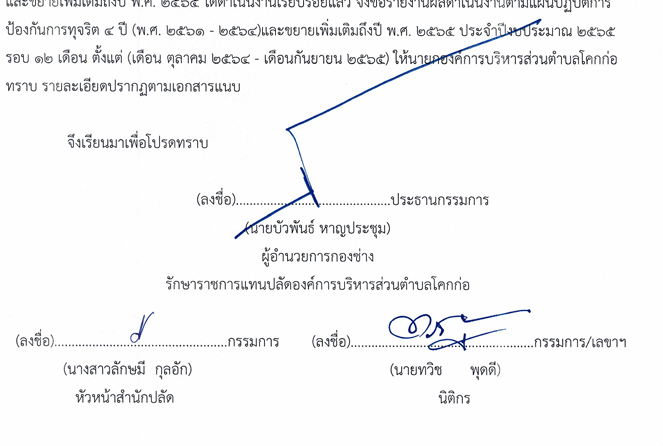 และขยายเพิ่มเติมถึงปี พ.ศ. ๒๕๖๕ ได้ดำเนินงานเรียบร้อยแล้ว จึงขอรายงานผลดำเนินงานตามแผนปฏิบัติการ
ป้องกันการทุจริต ๔ ปี (พ.ศ. ๒๕๖๑ - ๒๕๖๔)และขยายเพิ่มเติมถึงปี พ.ศ. ๒๕๖๕ ประจำปีงบประมาณ ๒๕๖๕
รอบ ๑๒ เดือน ตั้งแต่ (เดือน ตุลาคม ๒๕๖๔ - เดือนกันยายน ๒๕๖๕) ให้นายกองค์การบริหารส่วนตำบลโคกก่อ
ทราบ รายละเอียดปรากฏตามเอกสารแนบ
จึงเรียนมาเพื่อโปรดทราบ
(ลงชื่อ)..........................................ประธานกรรมการ
(นายบัวพันธ์ หาญประชุม)
ผู้อำนวยการกองช่าง
รักษาราชการแทนปลัดองค์การบริหารส่วนตำบลโคกก่อ
(ลงชื่อ)..............................................กรรมการ (ลงชื่อ)................................................กรรมการ/เลขาฯ
(นางสาวลักษมี กุลอัก) (นายทวิช พุดดี)
หัวหน้าสำนักปลัด นิติกร